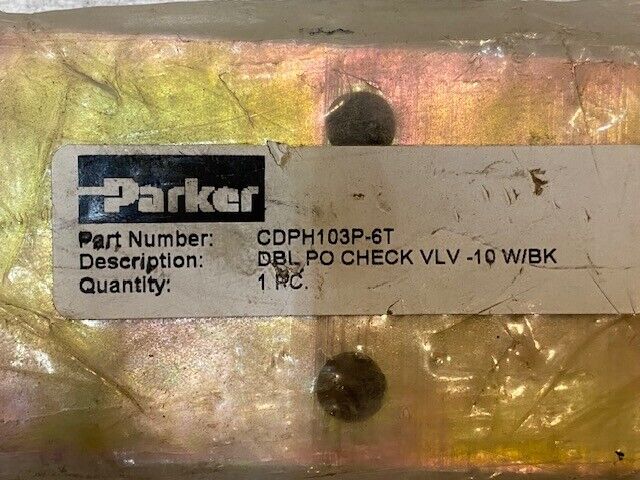 Parker
Part Number: CDPH103P-6T
Description: DBL PO CHECK VLV -10 W/BK
Quantity: 1 PC.